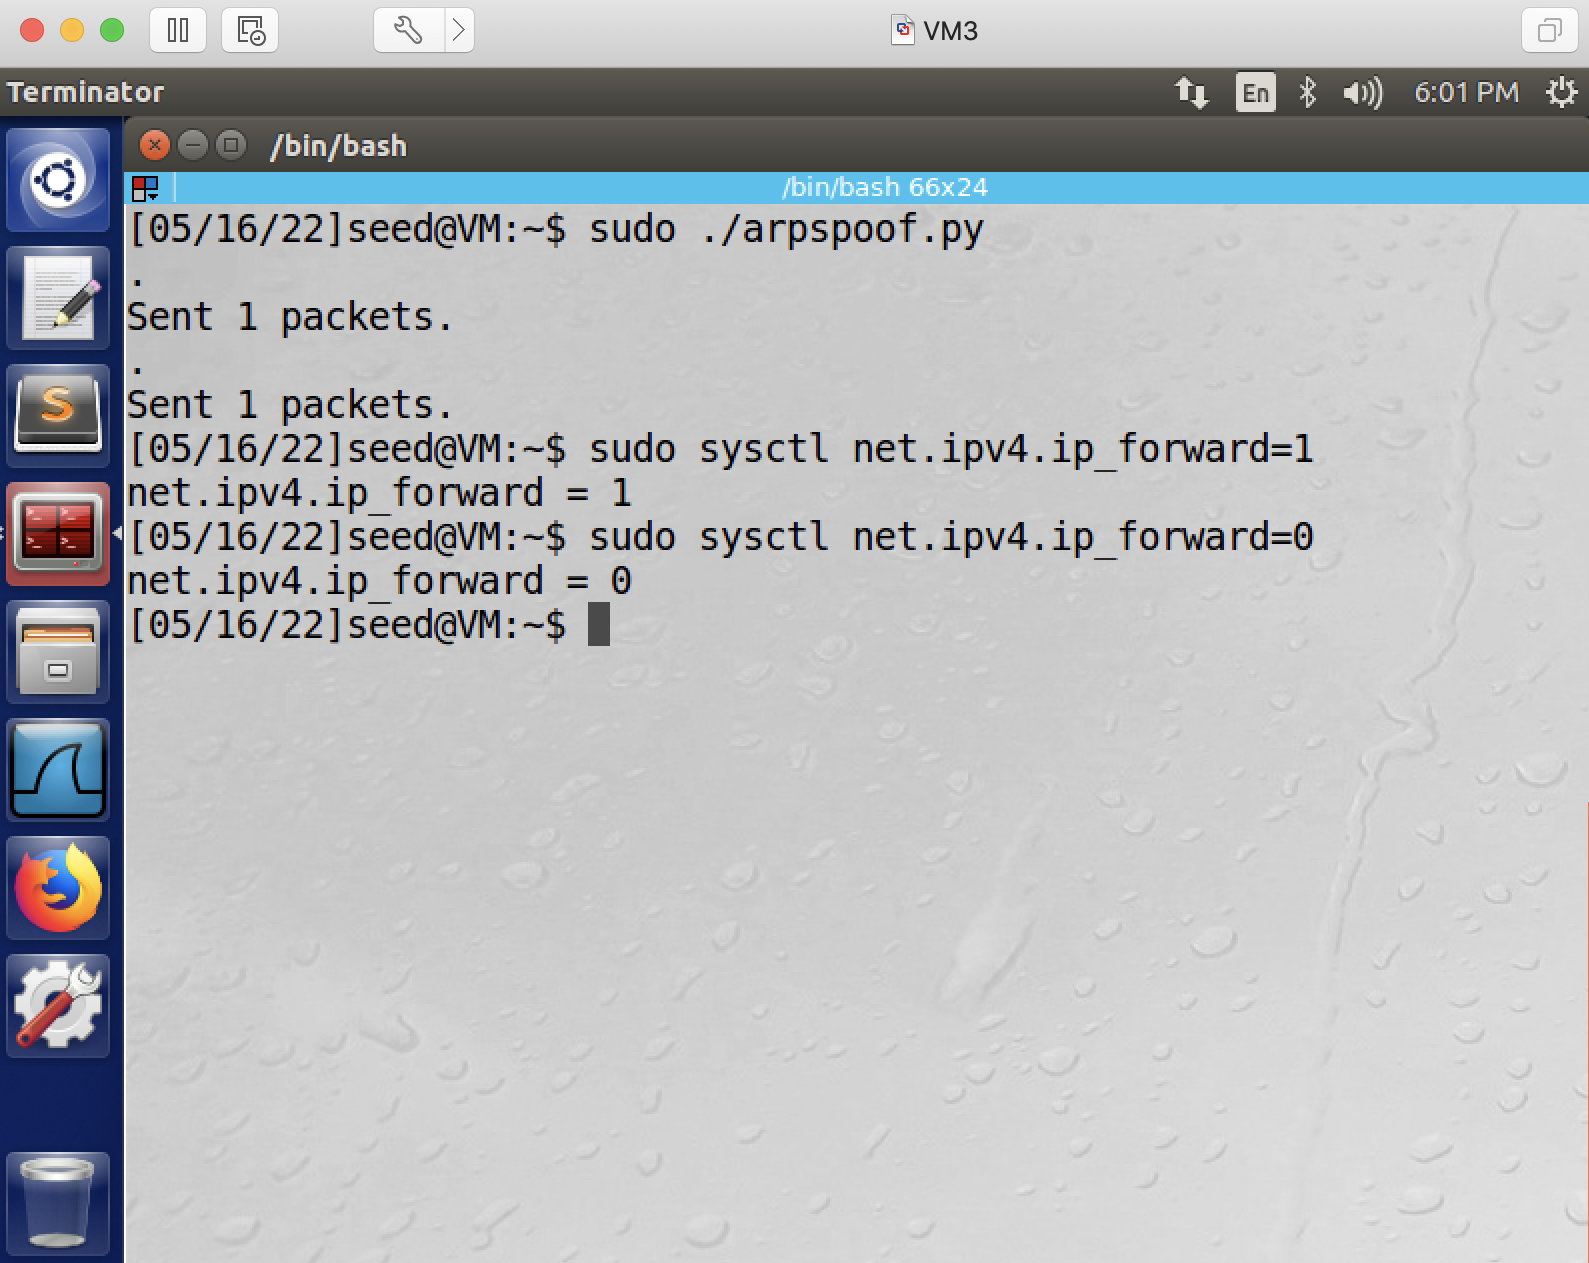 VM3
Terminator
En
6:01 PM
/bin/bash
/bin/bash 66x24
[05/16/22]seed@VM:~$ sudo ./arpspoof.py
.
Sent 1 packets.
.
Sent 1 packets.
[05/16/22]seed@VM:~$ sudo sysctl net.ipv4.ip_forward=1
net.ipv4.ip_forward = 1
[05/16/22]seed@VM:~$ sudo sysctl net.ipv4.ip_forward=0
net.ipv4.ip_forward = 0
[05/16/22]seed@VM:~$